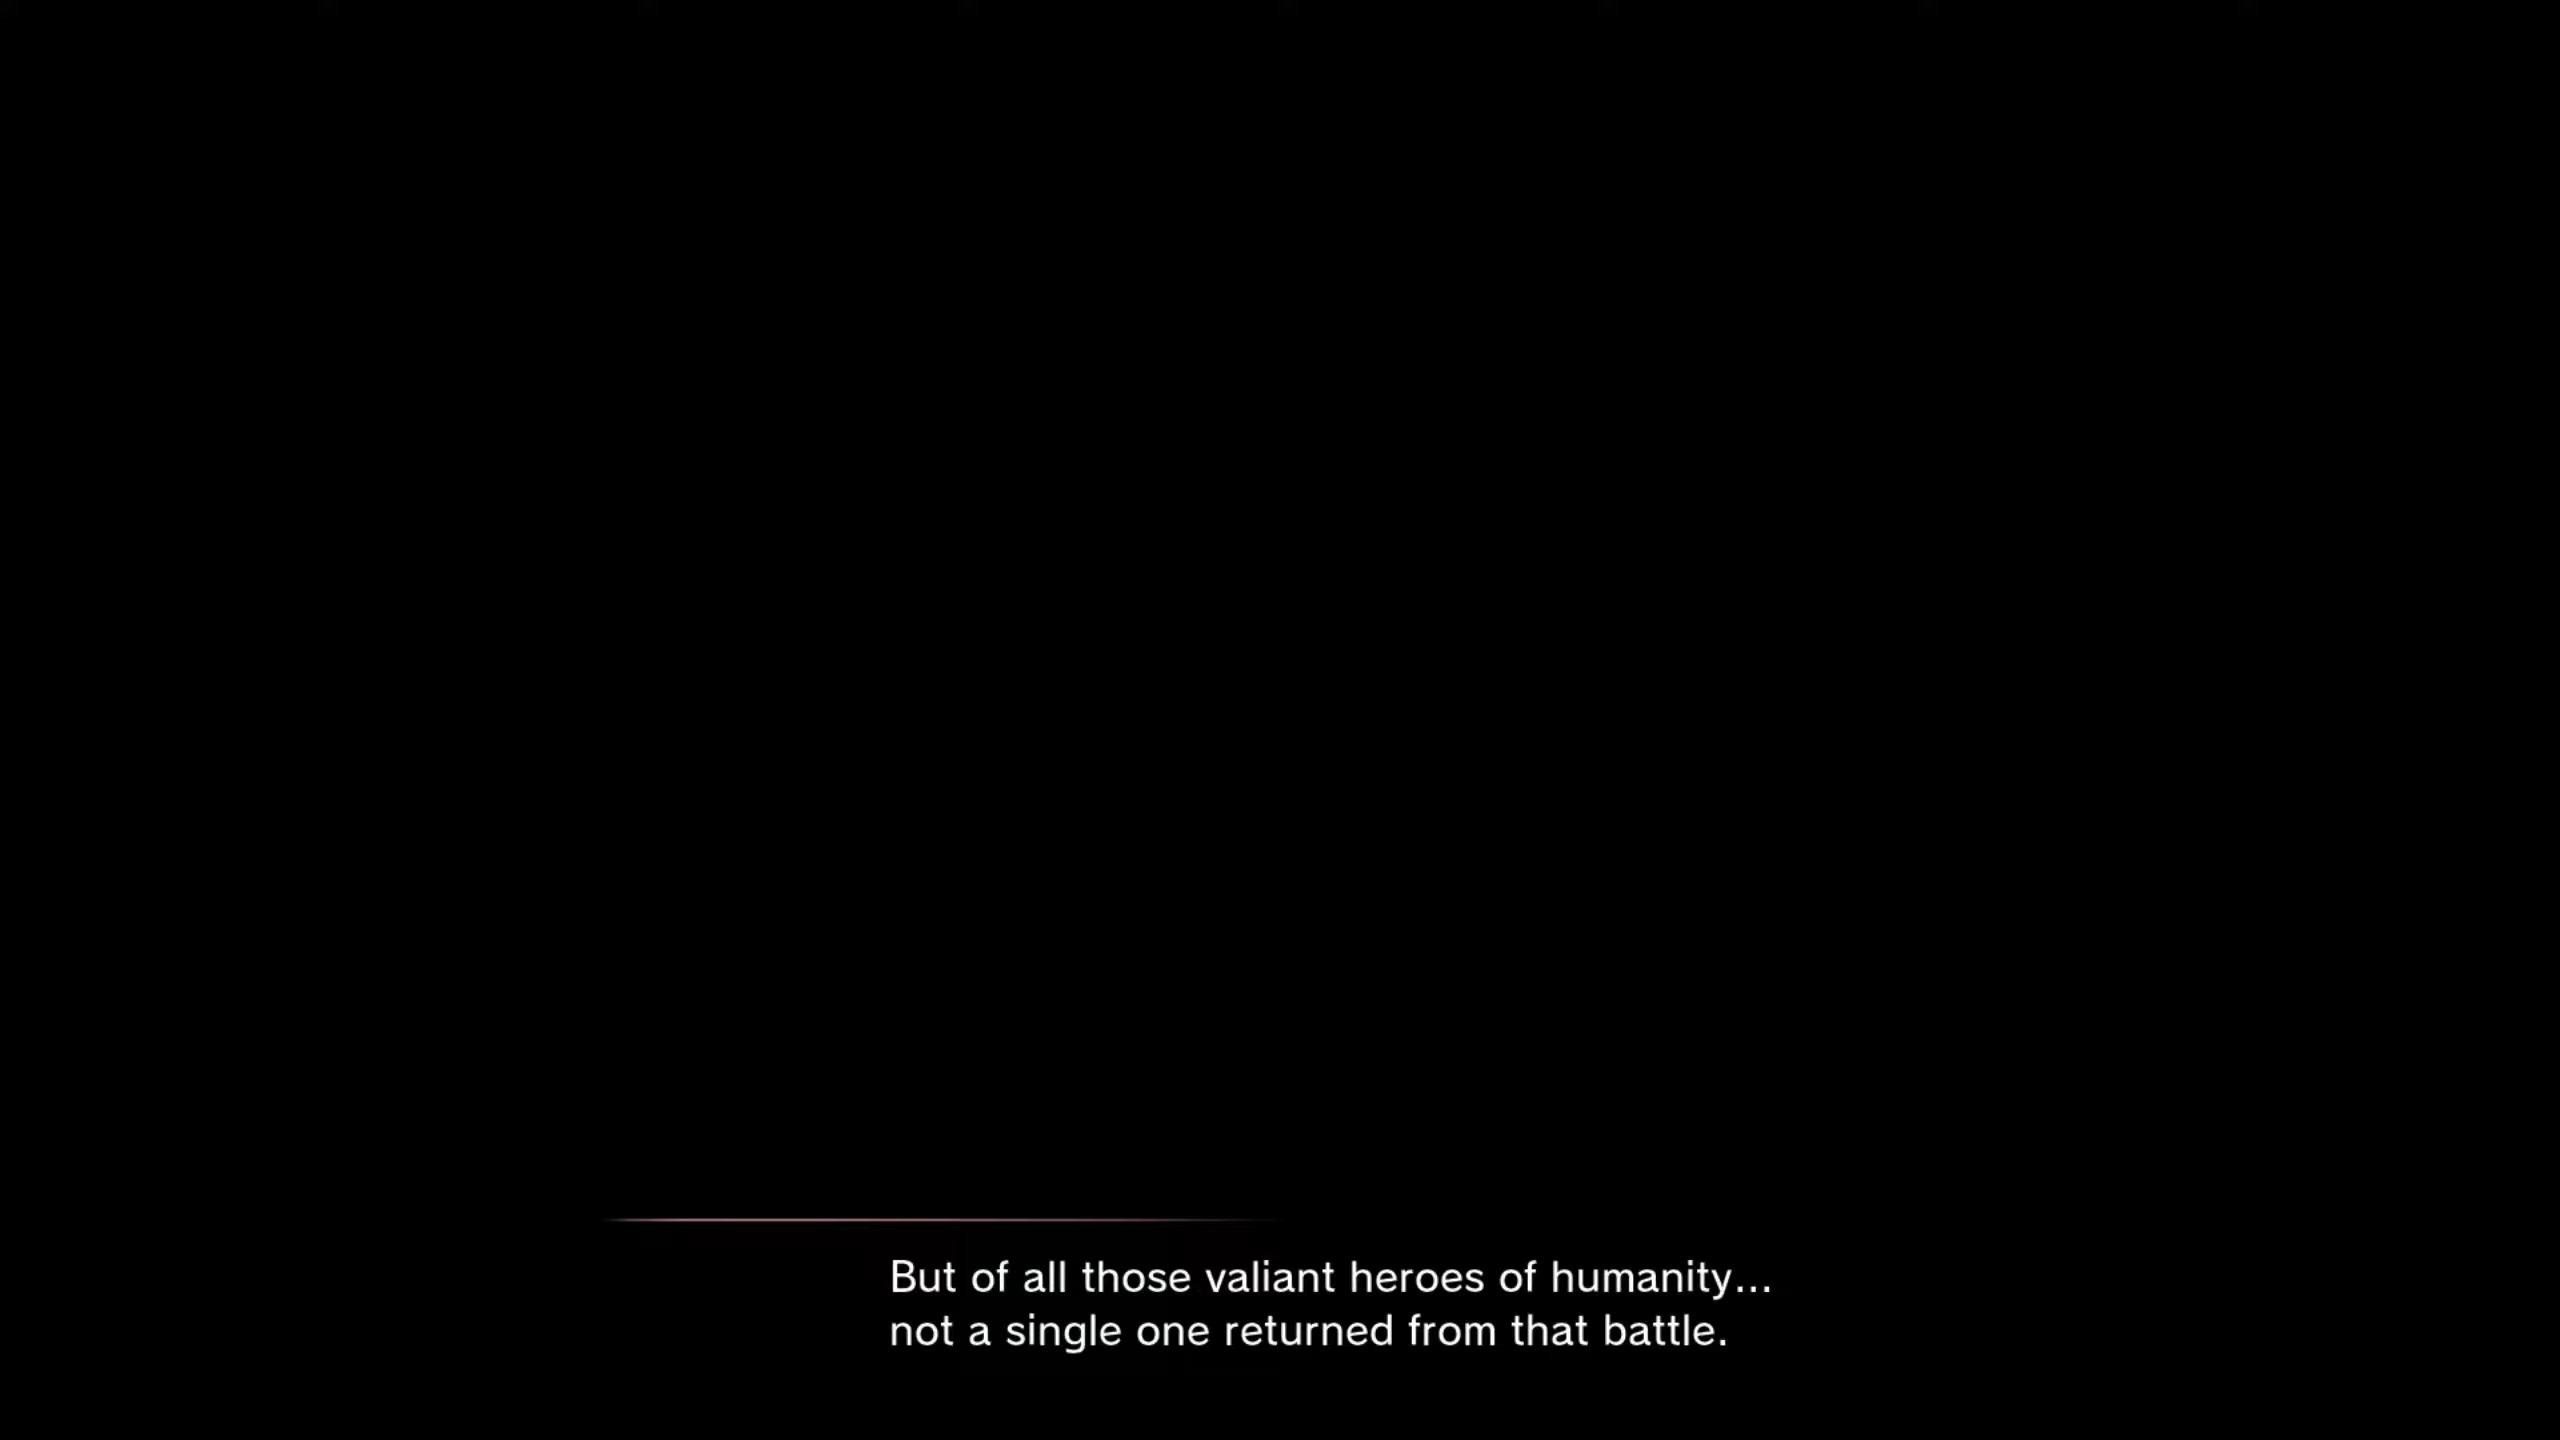 But of all those valiant heroes of humanity...
not a single one returned from that battle.